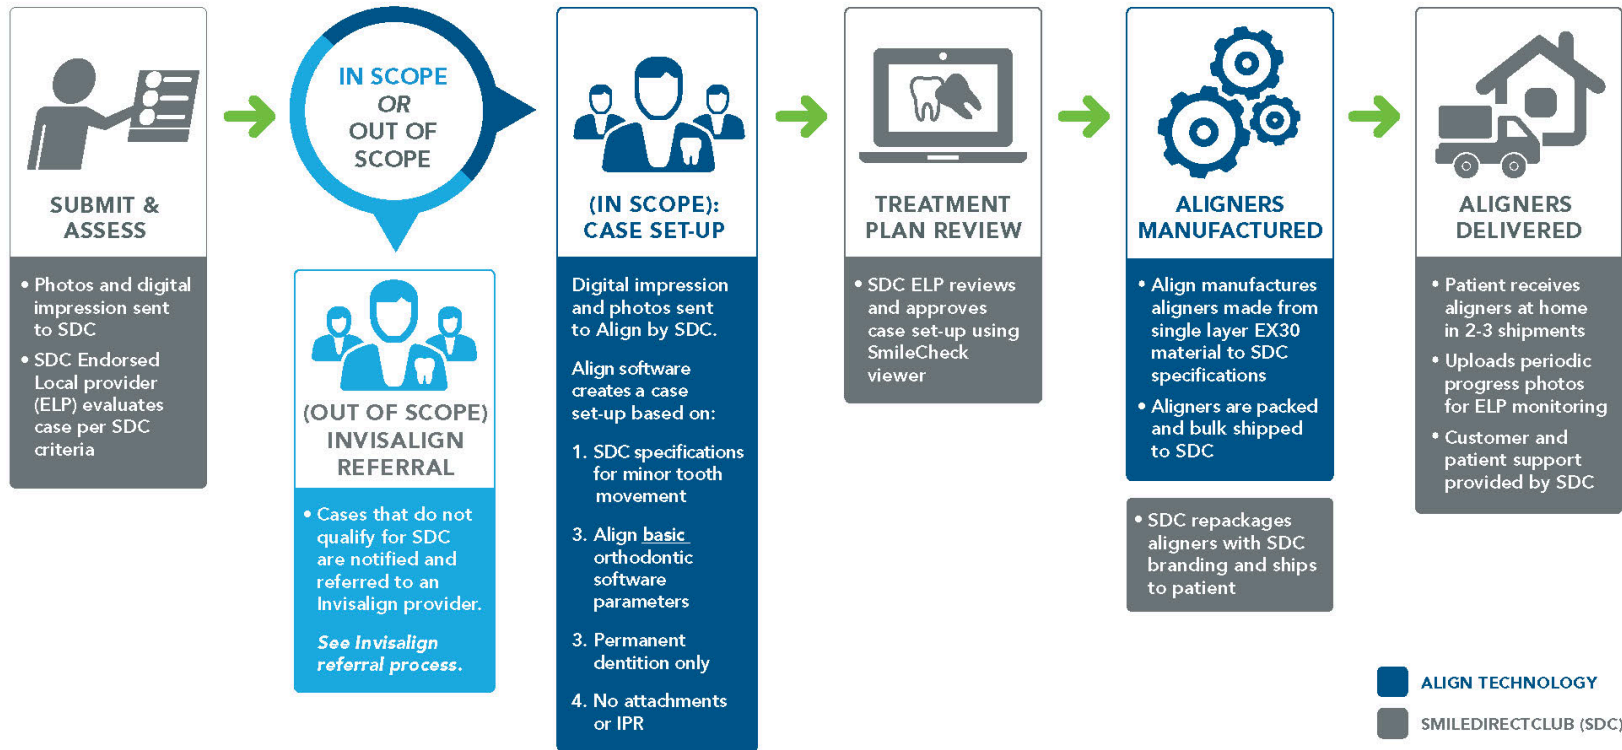 SUBMIT &
ASSESS
• Photos and digital
impression sent
to SDC
• SDC Endorsed
Local provider
(ELP) evaluates
case per SDC
criteria
IN SCOPE
OR
OUT OF
SCOPE
(OUT OF SCOPE)
INVISALIGN
REFERRAL
• Cases that do not
qualify for SDC
are notified and
referred to an
Invisalign provider.
See Invisalign
referral process.
(IN SCOPE):
CASE SET-UP
Digital impression
and photos sent
to Align by SDC.
Align software
creates a case
set-up based on:
1. SDC specifications
for minor tooth
movement
3. Align basic
orthodontic
software
parameters
3. Permanent
dentition only
4. No attachments
or IPR
TREATMENT
PLAN REVIEW
• SDC ELP reviews
and approves
case set-up using
SmileCheck
viewer
ALIGNERS
MANUFACTURED
• Align manufactures
aligners made from
single layer EX30
material to SDC
specifications
• Aligners are packed
and bulk shipped
to SDC
• SDC repackages
aligners with SDC
branding and ships
to patient
ALIGNERS
DELIVERED
• Patient receives
aligners at home
in 2-3 shipments
• Uploads periodic
progress photos
for ELP monitoring
• Customer and
patient support
provided by SDC
ALIGN TECHNOLOGY
SMILEDIRECTCLUB (SDC)